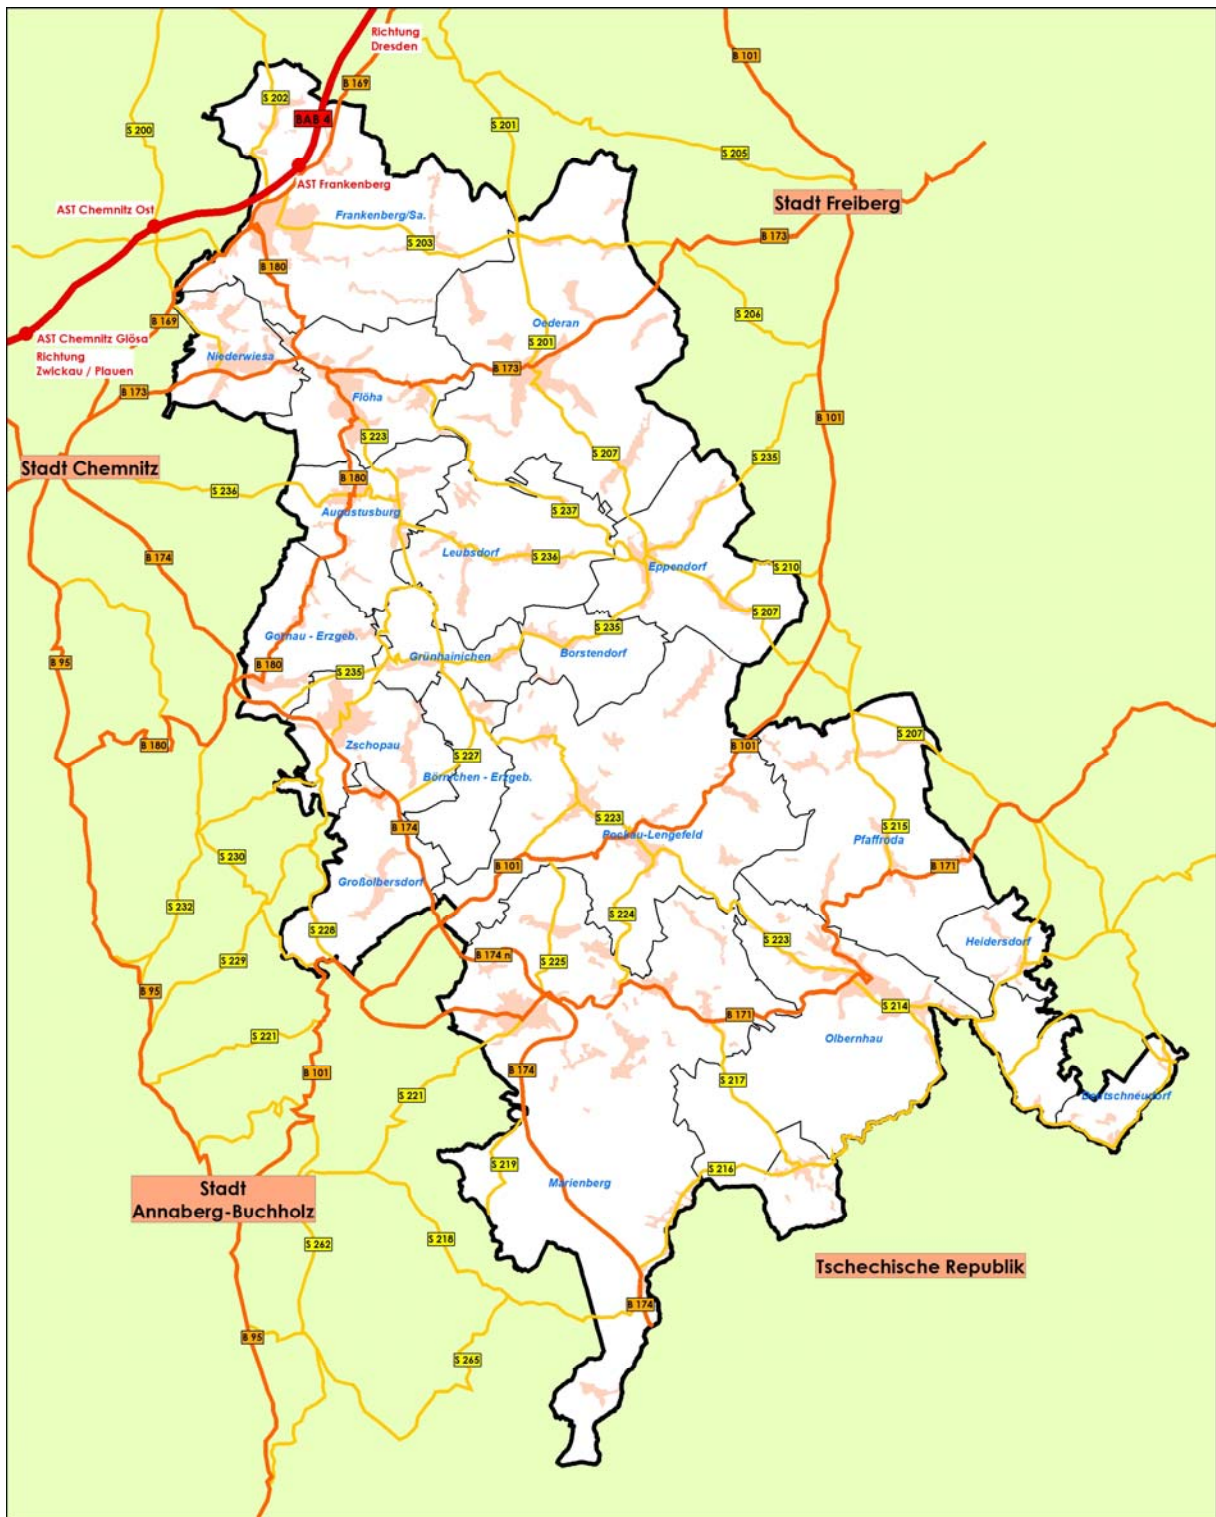 Richtung
Dresden
B 101
B 169
S 202
BAB 4
S 200
S 201
S 205
AST Frankenberg
Stadt Freiberg
AST Chemnitz Ost
Frankenberg/Sa.
S 203
B 173
B 180
S 206
B 169
Oederan
AST Chemnitz Glösa
S 201
Richtung
Zwickau / Plauen
Niederwiesa
B 173
B 173
Flöha
B 101
S 223
S 207
S 235
Stadt Chemnitz
B 180
S 236
Augustusburg
S 237
Leubsdorf
S 236
B 174
Eppendorf
S 210
S 207
S 235
Gornau - Erzgeb.
Borstendorf
Grünhainichen
B 95
B 180
S 235
S 207
B 180
Zschopau
B 101
S 227
Börnichen - Erzgeb.
S 223
B 174
Pockau-Lengefeld
S 215
Pfaffroda
S 230
B 101
B 171
Großolbersdorf
S 232
S 224
S 228
S 223
Heidersdorf
B 174 n
S 229
S 225
B 95
S 214
B 171
S 221
Olbernhau
B 101
B 174
S 217
S 221
Deutschneudorf
S 219
S 216
Marienberg
Stadt
Annaberg-Buchholz
S 218
S 262
Tschechische Republik
B 174
B 95
S 265